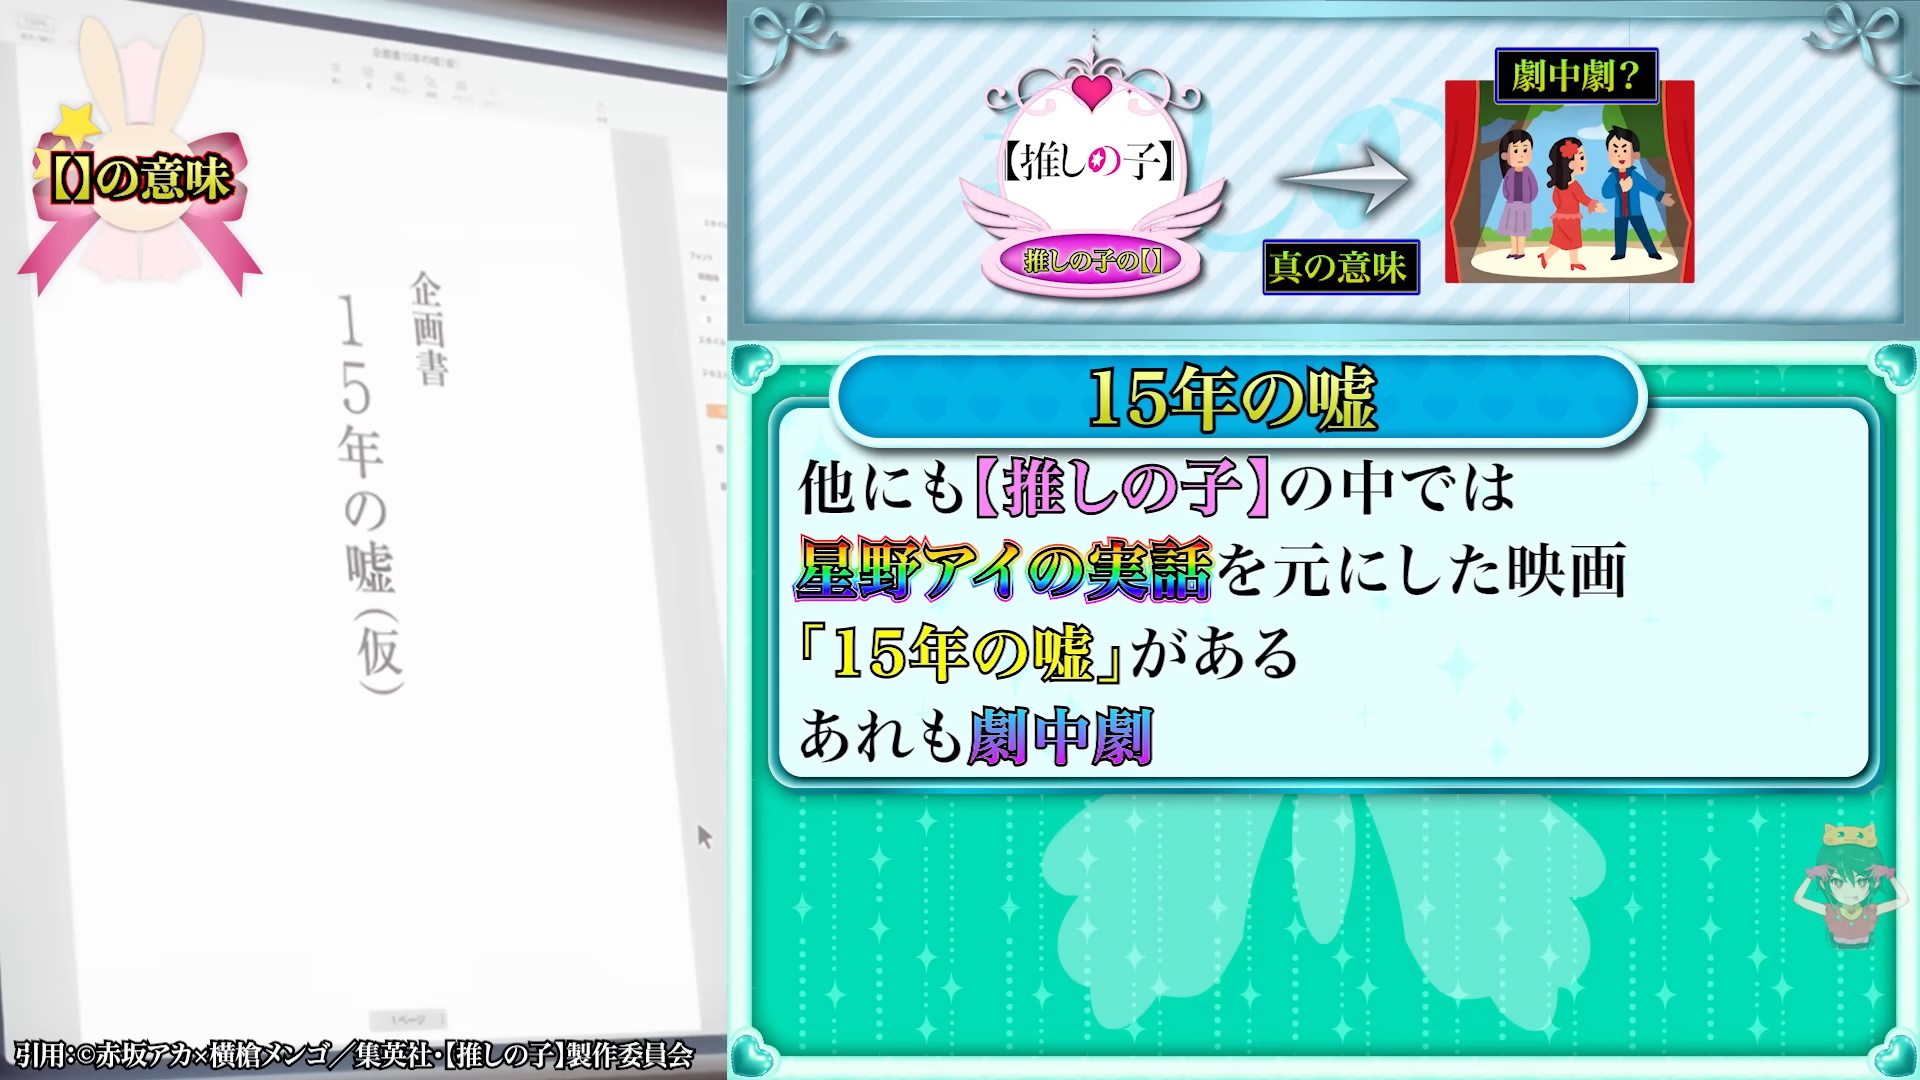 【】の意味
企画書
15年の嘘(仮)
1ページ
引用:©赤坂アカ×横槍メンゴ／集英社・【推しの子】製作委員会
【推しの子】
推しの子の【】
真の意味
劇中劇？
15年の嘘
他にも【推しの子】の中では
星野アイの実話を元にした映画
「15年の嘘」がある
あれも劇中劇